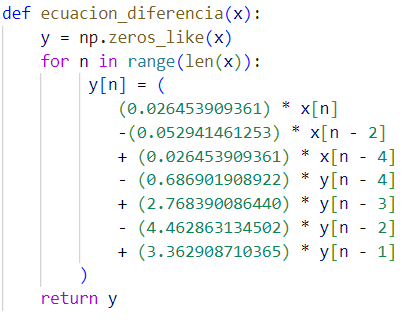 def ecuacion_diferencia(x):
    y = np.zeros_like(x)
    for n in range(len(x)):
        y[n] = (
            (0.026453909361) * x[n]
            -(0.052941461253) * x[n - 2]
            + (0.026453909361) * x[n - 4]
            - (0.686901908922) * y[n - 4]
            + (2.768390086440) * y[n - 3]
            - (4.462863134502) * y[n - 2]
            + (3.362908710365) * y[n - 1]
        )
    return y